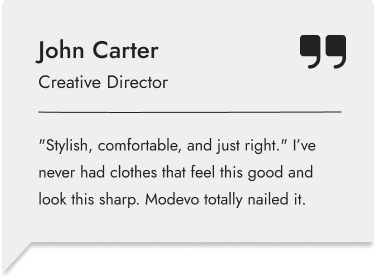 John Carter
Creative Director
"Stylish, comfortable, and just right." I've
never had clothes that feel this good and
look this sharp. Modevo totally nailed it.